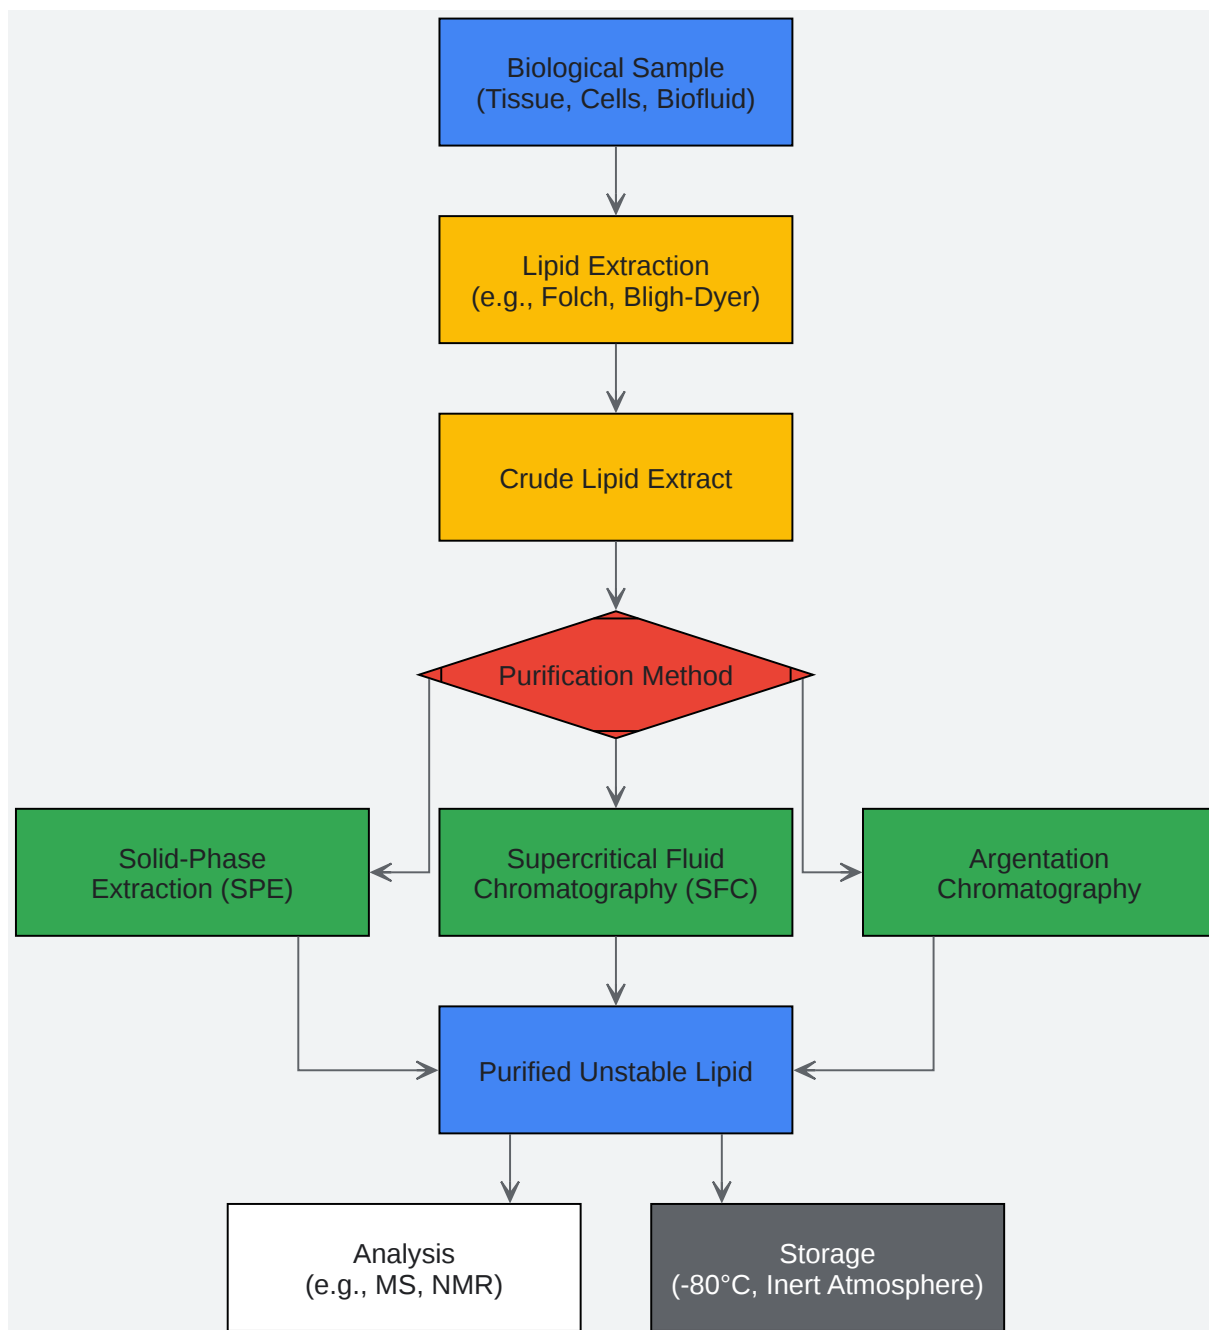 Biological Sample
(Tissue, Cells, Biofluid)
Lipid Extraction
(e.g., Folch, Bligh-Dyer)
Crude Lipid Extract
Purification Method
Solid-Phase
Extraction (SPE)
Supercritical Fluid
Chromatography (SFC)
Argentation
Chromatography
Purified Unstable Lipid
Analysis
(e.g., MS, NMR)
Storage
(-80°C, Inert Atmosphere)